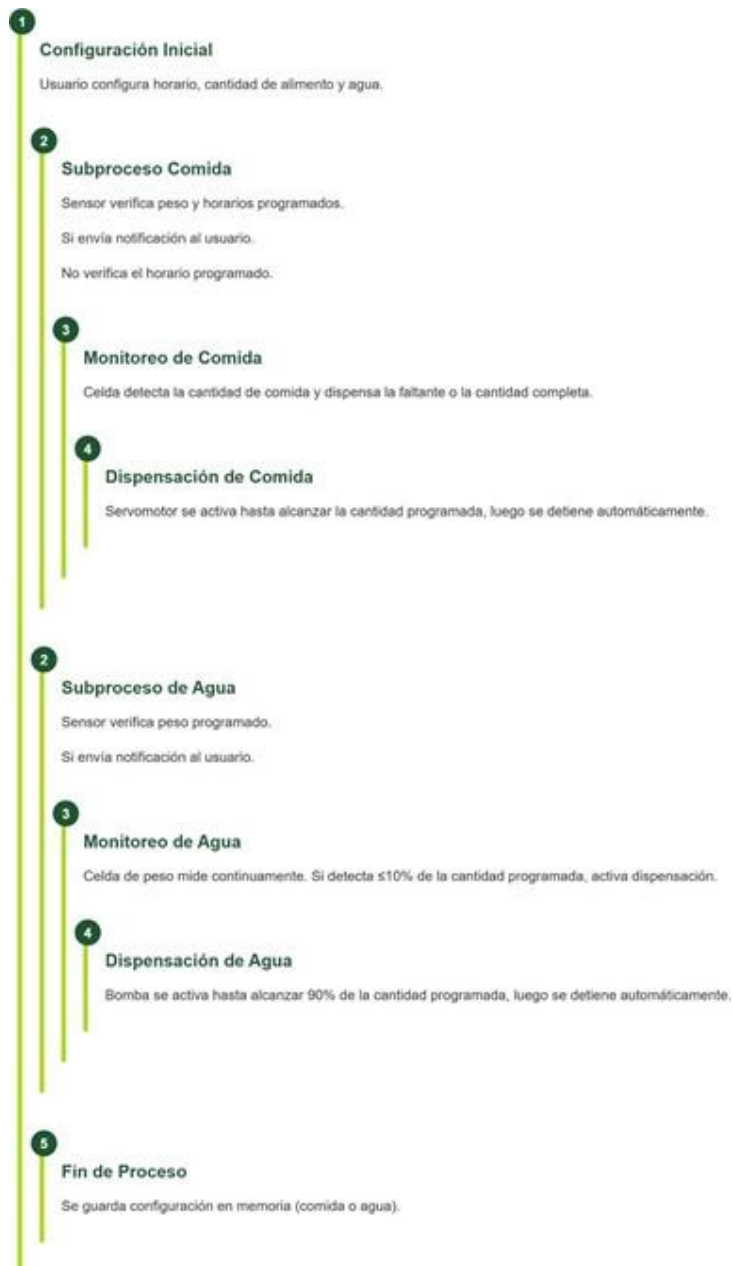 1
Configuración Inicial
Usuario configura horario, cantidad de alimento y agua.
2
Subproceso Comida
Sensor verifica peso y horarios programados.
Si envía notificación al usuario.
No verifica el horario programado.
3
Monitoreo de Comida
Celda detecta la cantidad de comida y dispensa la faltante o la cantidad completa.
4
Dispensación de Comida
Servomotor se activa hasta alcanzar la cantidad programada, luego se detiene automáticamente.
2
Subproceso de Agua
Sensor verifica peso programado.
Si envía notificación al usuario.
3
Monitoreo de Agua
Celda de peso mide continuamente. Si detecta ≤10% de la cantidad programada, activa dispensación.
4
Dispensación de Agua
Bomba se activa hasta alcanzar 90% de la cantidad programada, luego se detiene automáticamente.
5
Fin de Proceso
Se guarda configuración en memoria (comida o agua).